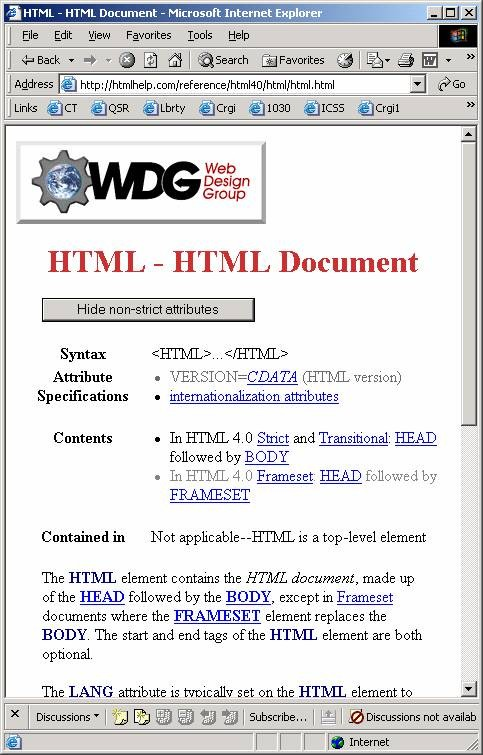 HTML - HTML Document - Microsoft Internet Explorer
File Edit View Favorites Tools Help
Back Search Favorites
Address http://htmlhelp.com/reference/html40/html/html.html Go
Links CT QSR Lbrty Crgi 1030 ICSS Crgi1
WDG Web
Design
Group
HTML - HTML Document
Hide non-strict attributes
Syntax <HTML>...</HTML>
Attribute Specifications
VERSION=CDATA (HTML version)
internationalization attributes
Contents
In HTML 4.0 Strict and Transitional: HEAD
followed by BODY
In HTML 4.0 Frameset: HEAD followed by
FRAMESET
Contained in Not applicable--HTML is a top-level element
The HTML element contains the HTML document, made up
of the HEAD followed by the BODY, except in Frameset
documents where the FRAMESET element replaces the
BODY. The start and end tags of the HTML element are both
optional.
The LANG attribute is typically set on the HTML element to
Discussions Subscribe... Discussions not availab
Internet